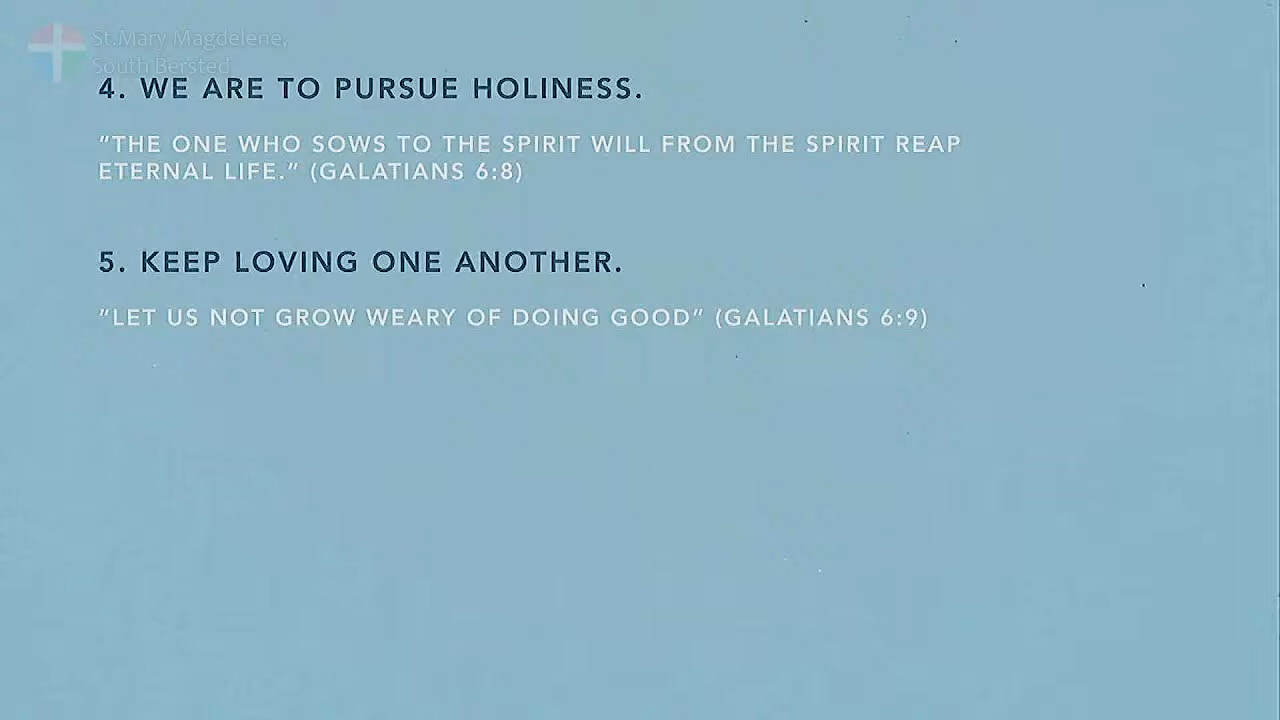 St.Mary Magdelene,
South Bersted
4. WE ARE TO PURSUE HOLINESS.
“THE ONE WHO SOWS TO THE SPIRIT WILL FROM THE SPIRIT REAP
ETERNAL LIFE.” (GALATIANS 6:8)
5. KEEP LOVING ONE ANOTHER.
“LET US NOT GROW WEARY OF DOING GOOD” (GALATIANS 6:9)